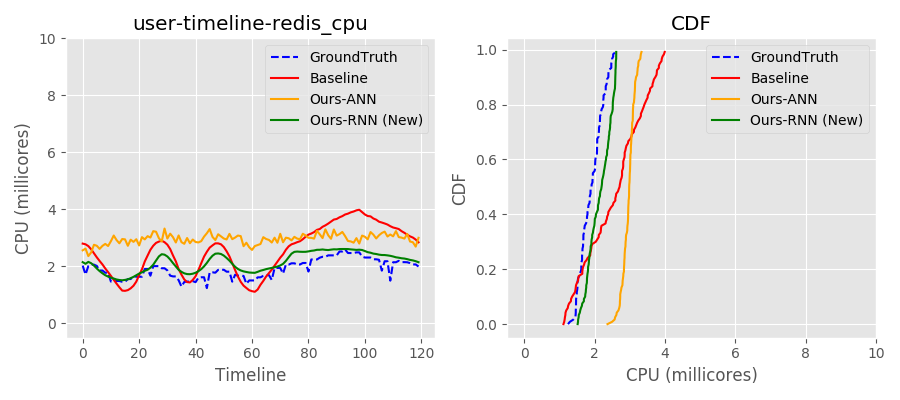 user-timeline-redis_cpu
CPU (millicores)
10
8
6
4
2
0
0 20 40 60 80 100 120
Timeline
GroundTruth
Baseline
Ours-ANN
Ours-RNN (New)
CDF
CDF
1.0
0.8
0.6
0.4
0.2
0.0
0 2 4 6 8 10
CPU (millicores)
GroundTruth
Baseline
Ours-ANN
Ours-RNN (New)